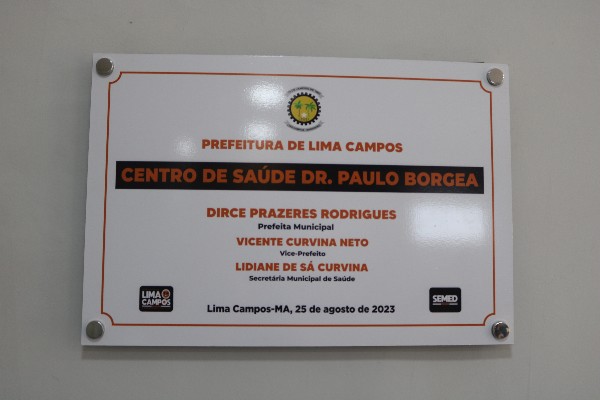 PREFEITURA DE LIMA CAMPOS
CENTRO DE SAÚDE DR. PAULO BORGEA
DIRCE PRAZERES RODRIGUES
Prefeita Municipal
VICENTE CURVINA NETO
Vice-Prefeito
LIDIANE DE SÁ CURVINA
Secretária Municipal de Saúde
LIMA
CAMPOS
Lima Campos-MA, 25 de agosto de 2023
SEMED